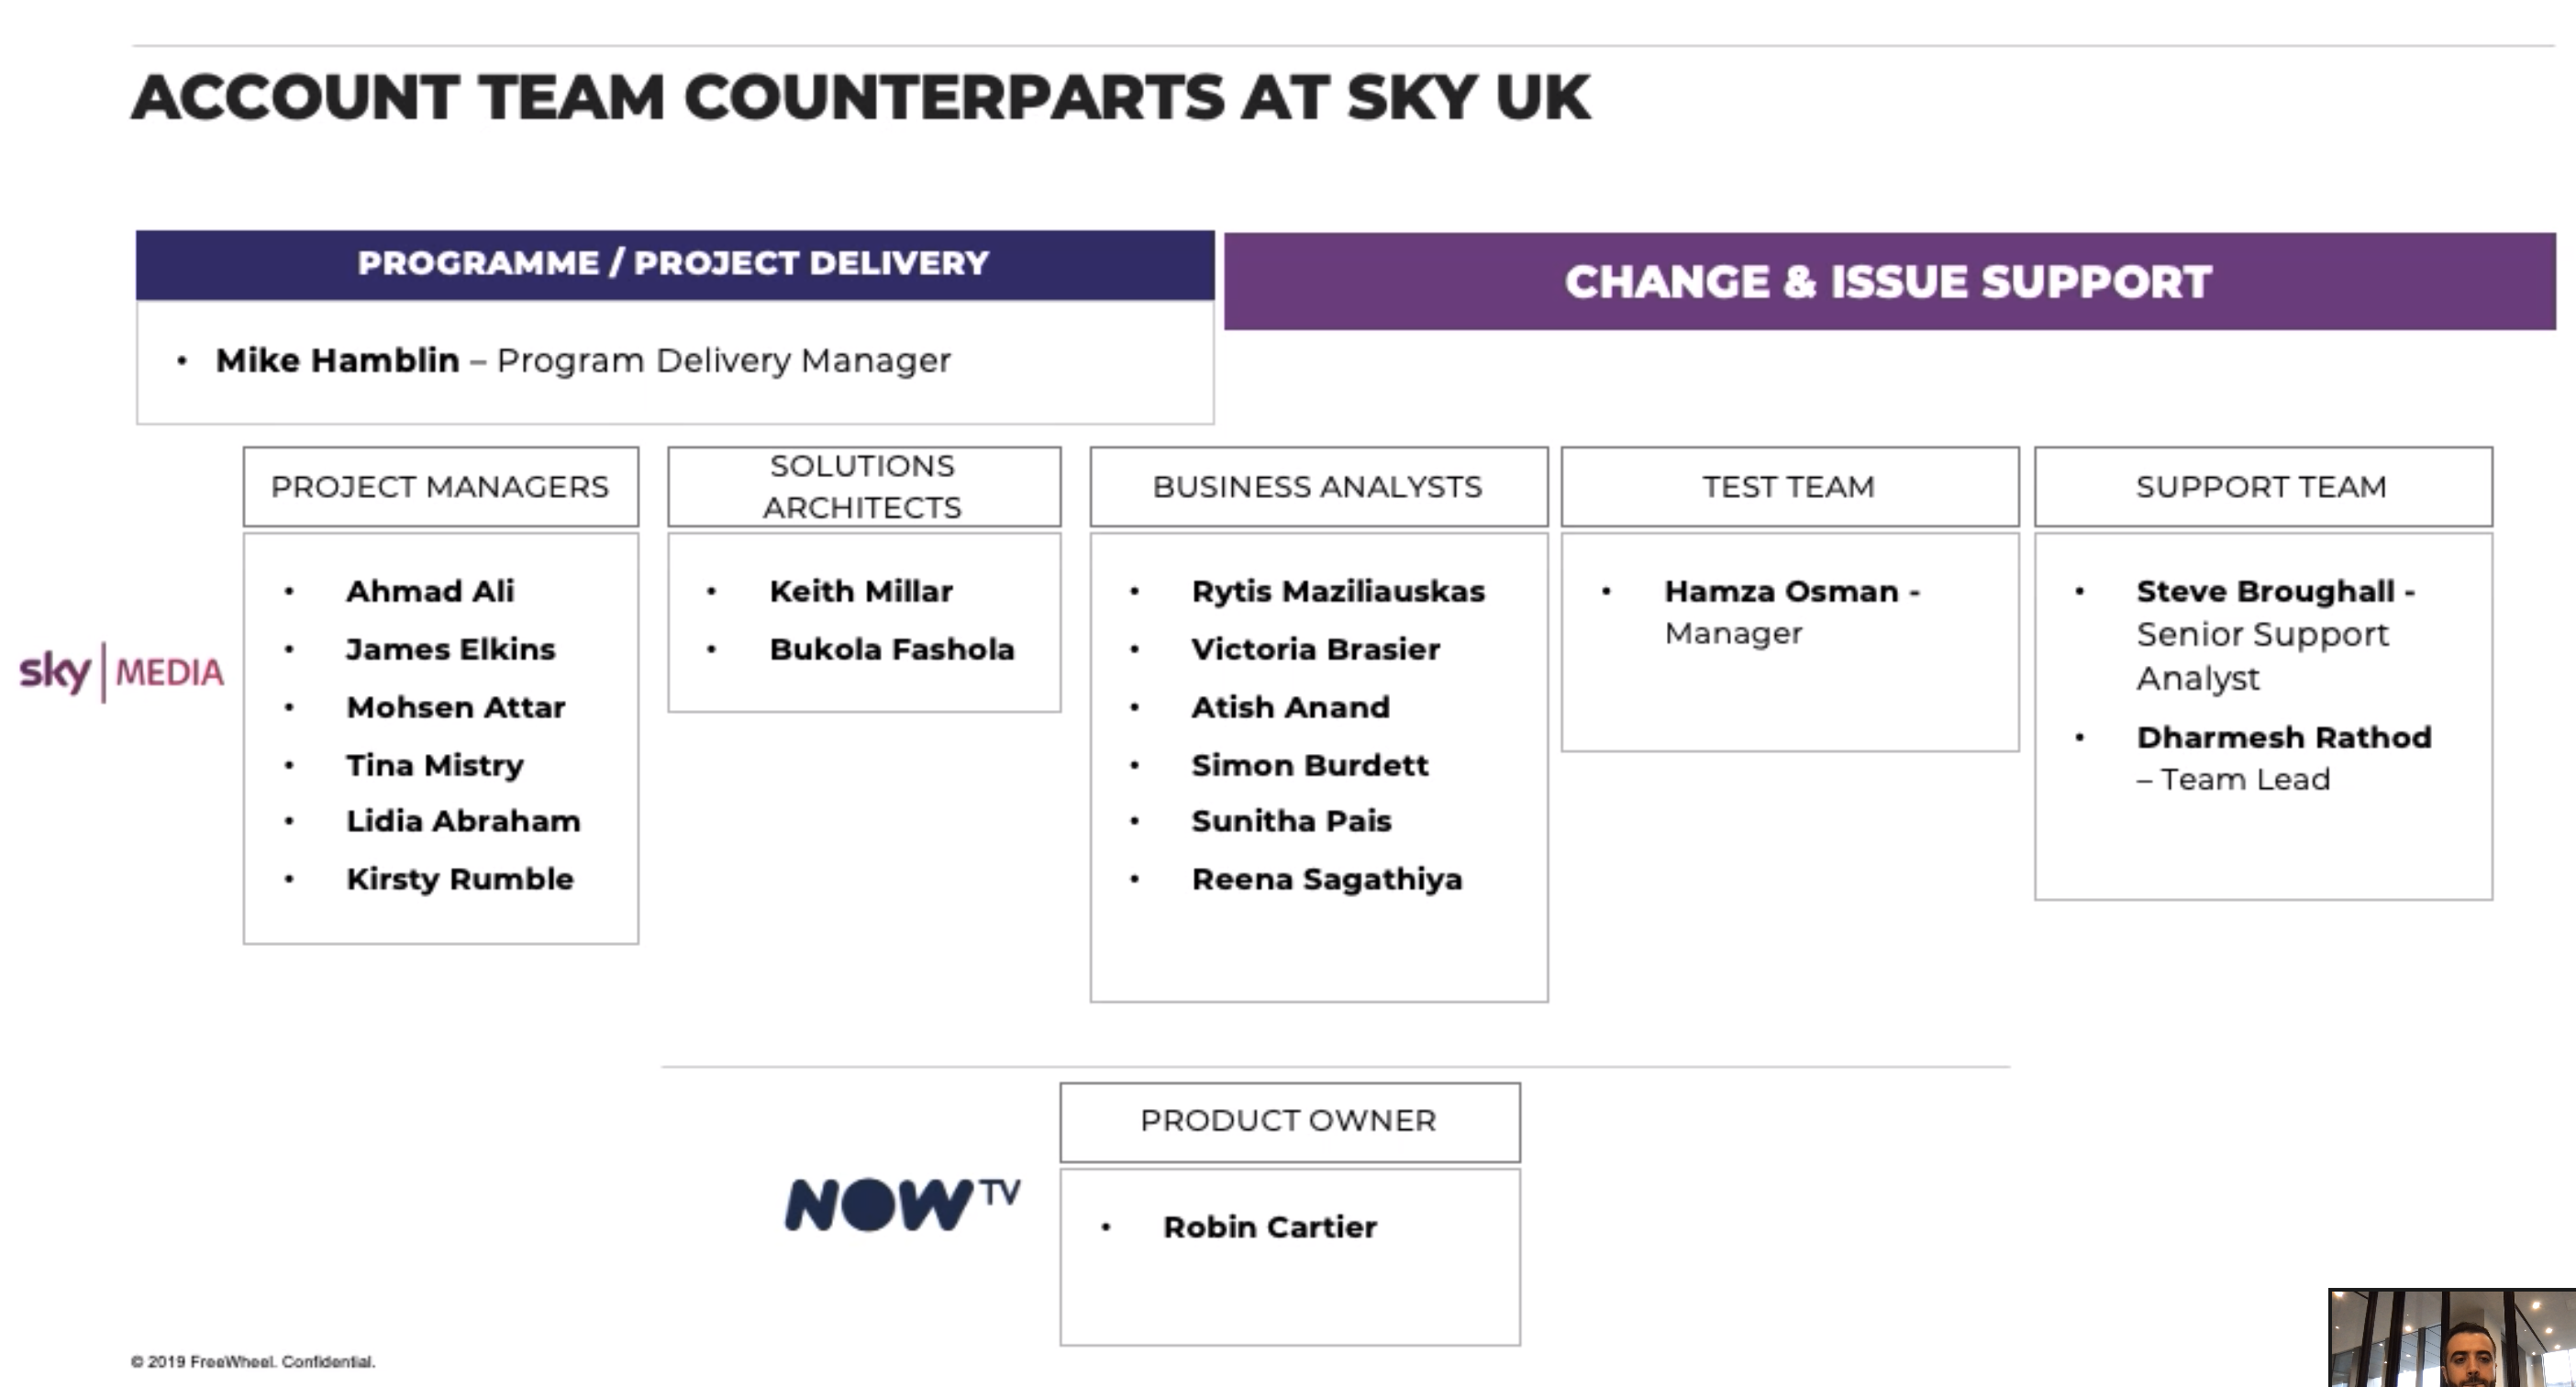 ACCOUNT TEAM COUNTERPARTS AT SKY UK
PROGRAMME / PROJECT DELIVERY
CHANGE & ISSUE SUPPORT
• Mike Hamblin – Program Delivery Manager
sky | MEDIA
PROJECT MANAGERS
• Ahmad Ali
• James Elkins
• Mohsen Attar
• Tina Mistry
• Lidia Abraham
• Kirsty Rumble
SOLUTIONS
ARCHITECTS
• Keith Millar
• Bukola Fashola
BUSINESS ANALYSTS
• Rytis Maziliauskas
• Victoria Brasier
• Atish Anand
• Simon Burdett
• Sunitha Pais
• Reena Sagathiya
TEST TEAM
• Hamza Osman -
Manager
SUPPORT TEAM
• Steve Broughall -
Senior Support
Analyst
• Dharmesh Rathod
– Team Lead
NOW TV
PRODUCT OWNER
• Robin Cartier
© 2019 FreeWheel. Confidential.